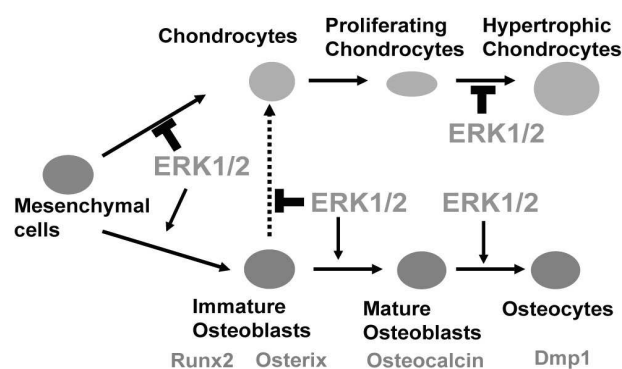 Chondrocytes
Proliferating
Chondrocytes
Hypertrophic
Chondrocytes
ERK1/2
ERK1/2
Mesenchymal
cells
ERK1/2
ERK1/2
Immature
Osteoblasts
Mature
Osteoblasts
Osteocytes
Runx2 Osterix Osteocalcin Dmp1